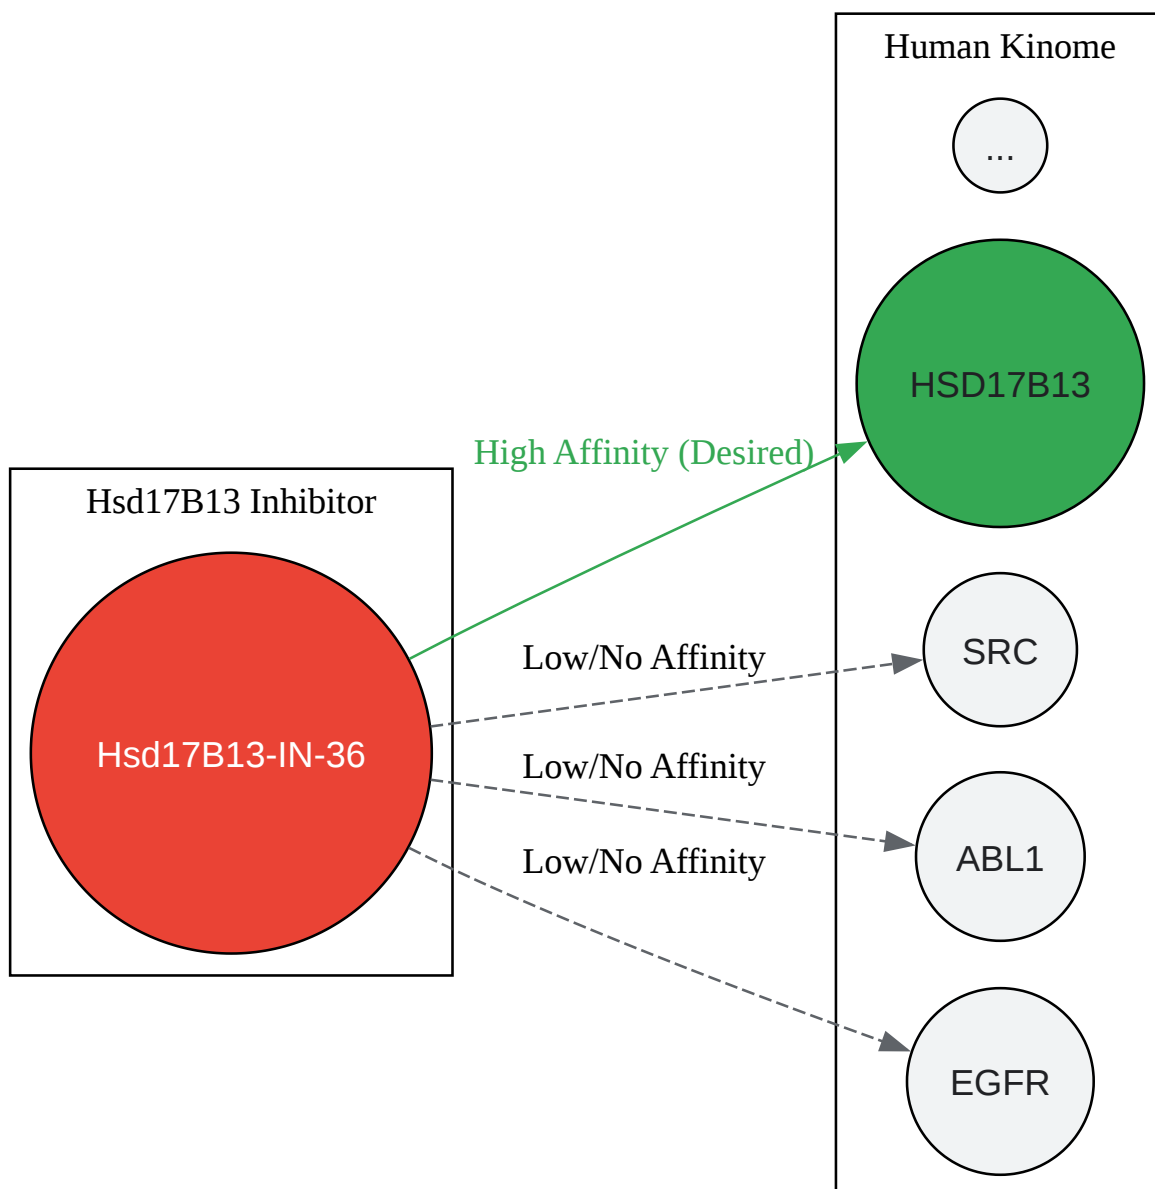 Human Kinome
...
HSD17B13
High Affinity (Desired)
Hsd17B13 Inhibitor
Low/No Affinity
SRC
Hsd17B13-IN-36
Low/No Affinity
ABL1
Low/No Affinity
EGFR